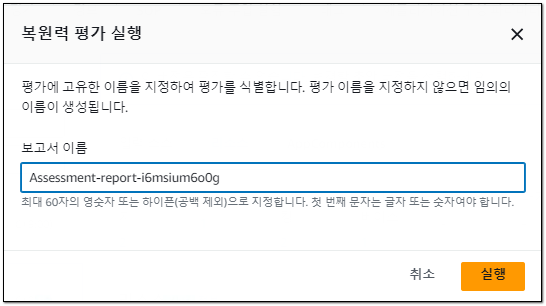 복원력 평가 실행
평가에 고유한 이름을 지정하여 평가를 식별합니다. 평가 이름을 지정하지 않으면 임의의
이름이 생성됩니다.
보고서 이름
Assessment-report-i6msium6o0g
최대 60자의 영숫자 또는 하이픈(공백 제외)으로 지정합니다. 첫 번째 문자는 글자 또는 숫자여야 합니다.
취소
실행